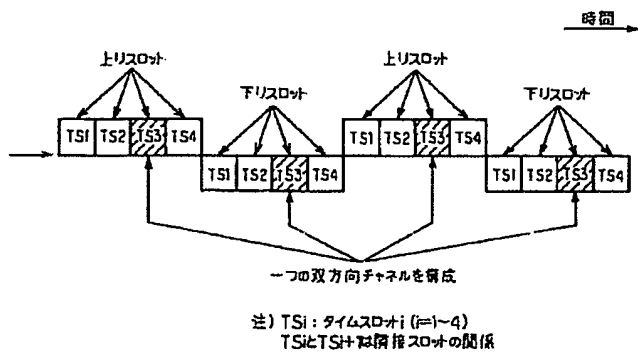 時間
上りスロット
上りスロット
下りスロット
下りスロット
TS1 TS2 TS3 TS4
TS1 TS2 TS3 TS4
TS1 TS2 TS3 TS4
TS1 TS2 TS3 TS4
一つの双方向チャネルを構成
注) TSi : タイムスロットi (i=1~4)
TSiとTSi+1は隣接スロットの関係